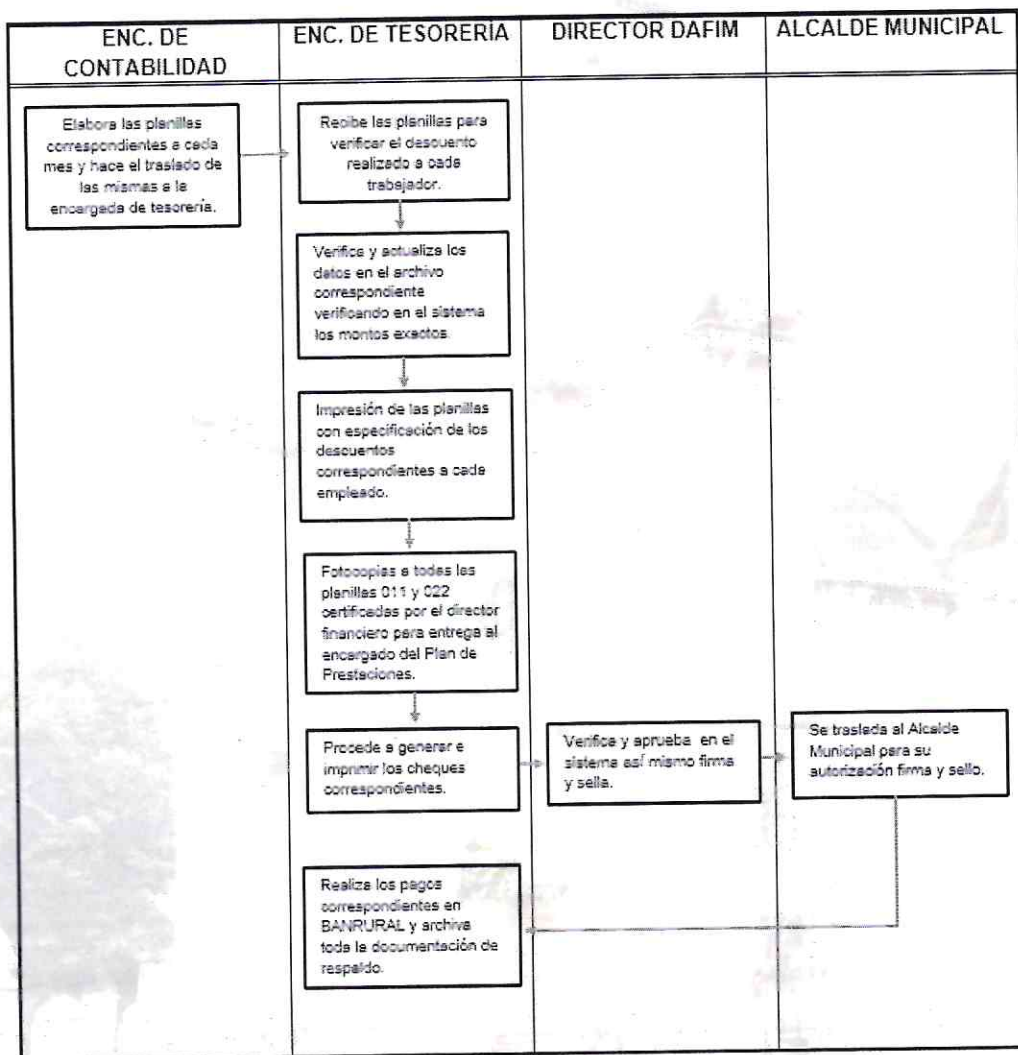 ENC. DE
CONTABILIDAD
ENC. DE TESORERÍA
DIRECTOR DAFIM
ALCALDE MUNICIPAL
Elabora las planillas
correspondientes a cada
mes y hace el traslado de
las mismas a la
encargada de tesorería.
Recibe las planillas para
verificar el descuento
realizado a cada
trabajador.
Verifica y actualiza los
datos en el archivo
correspondiente
verificando en el sistema
los montos exactos.
Impresión de las planillas
con especificación de los
descuentos
correspondientes a cada
empleado.
Fotocopias a todas las
planillas 011 y 022
certificadas por el director
financiero para entrega al
encargado del Plan de
Prestaciones.
Procede a generar e
imprimir los cheques
correspondientes.
Verifica y aprueba en el
sistema así mismo firma
y sella.
Se traslada al Alcalde
Municipal para su
autorización firma y sello.
Realiza los pagos
correspondientes en
BANRURAL y archiva
toda la documentación de
respaldo.